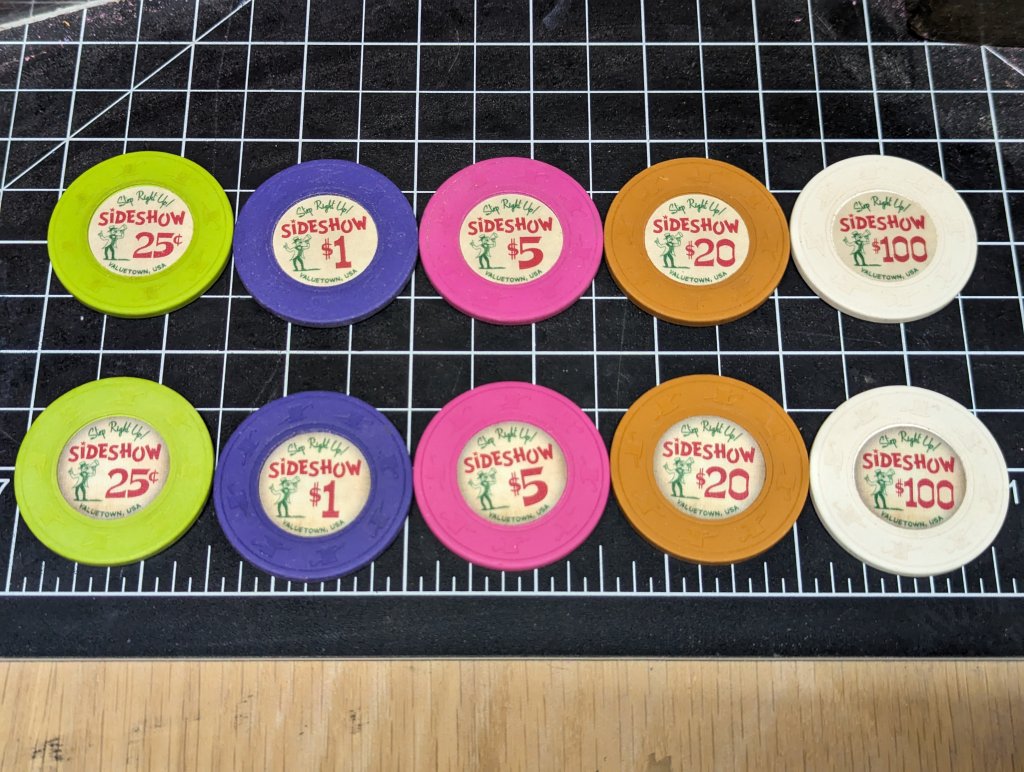 Step Right Up!
SiDESHOW
25¢
VALUETOWN, USA
Step Right Up!
SiDESHOW
$1
VALUETOWN, USA
Step Right Up!
SiDESHOW
$5
VALUETOWN, USA
Step Right Up!
SiDESHOW
$20
VALUETOWN, USA
Step Right Up!
SiDESHOW
$100
VALUETOWN, USA
Step Right Up!
SiDESHOW
25¢
VALUETOWN, USA
Step Right Up!
SiDESHOW
$1
VALUETOWN, USA
Step Right Up!
SiDESHOW
$5
VALUETOWN, USA
Step Right Up!
SiDESHOW
$20
VALUETOWN, USA
Step Right Up!
SiDESHOW
$100
VALUETOWN, USA